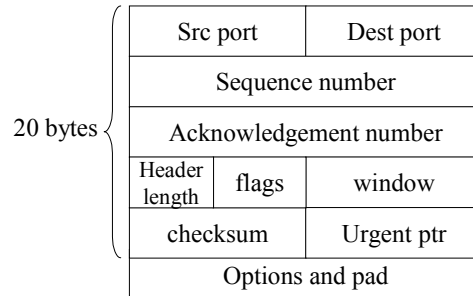 Src port Dest port
Sequence number
20 bytes
Acknowledgement number
Header
length
flags window
checksum Urgent ptr
Options and pad